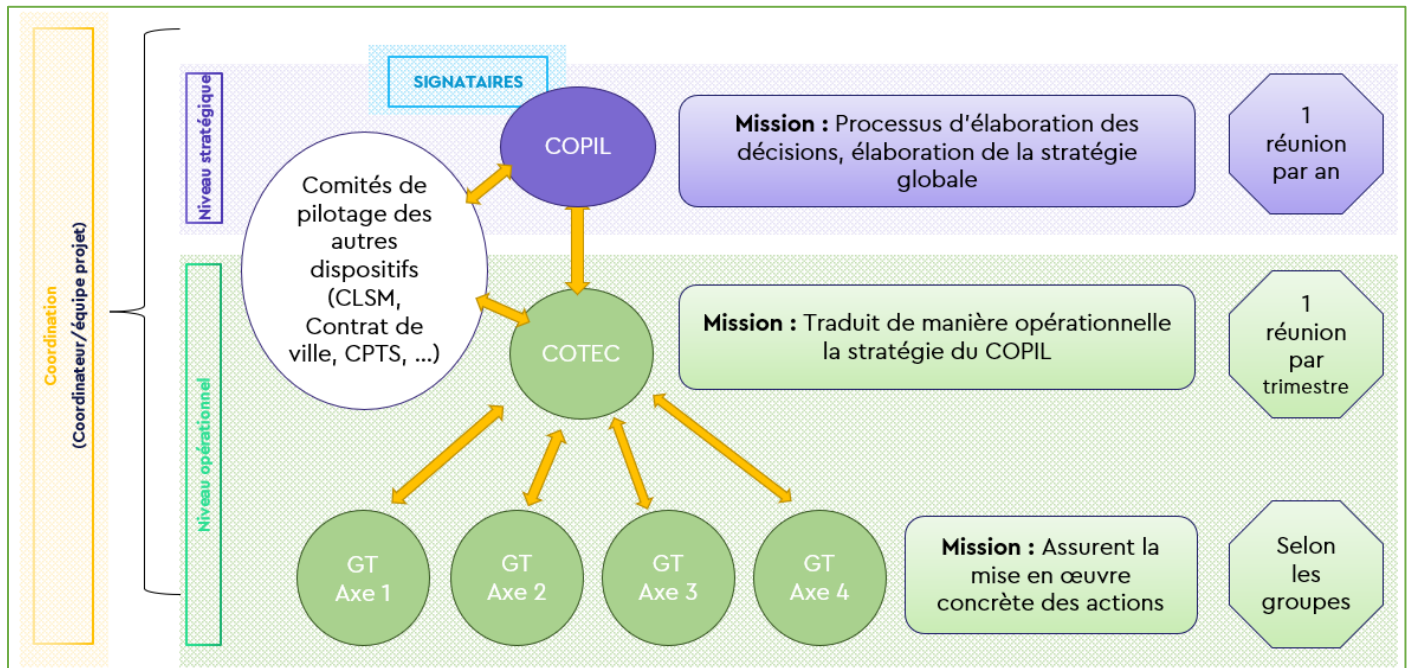 Coordination
(Coordinateur/équipe projet)
Niveau stratégique
SIGNATAIRES
COPIL
Mission : Processus d'élaboration des
décisions, élaboration de la stratégie
globale
1
réunion
par an
Comités de
pilotage des
autres
dispositifs
(CLSM,
Contrat de
ville, CPTS, ...)
Niveau opérationnel
COTEC
Mission : Traduit de manière opérationnelle
la stratégie du COPIL
1
réunion
par
trimestre
GT
Axe 1
GT
Axe 2
GT
Axe 3
GT
Axe 4
Mission : Assurent la
mise en œuvre
concrète des actions
Selon
les
groupes